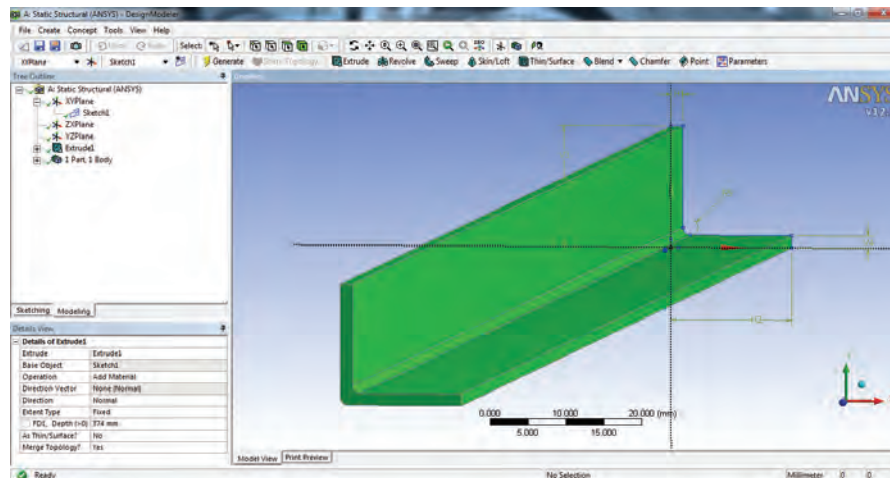 A: Static Structural (ANSYS) - DesignModeler
File Create Concept Tools View Help
Select:
XYPlane Sketch1 Generate Extrude Revolve Sweep Skin/Loft Thin/Surface Blend Chamfer Point Parameters
Tree Outline
A: Static Structural (ANSYS)
XYPlane
Sketch1
ZXPlane
YZPlane
Extrude1
1 Part, 1 Body
ANSYS
Sketching Modeling
Details View
Details of Extrude1
Extrude Extrude1
Base Object Sketch1
Operation Add Material
Direction Vector None (Normal)
Direction Normal
Extent Type Fixed
FD1, Depth (>0) 374 mm
As Thin/Surface? No
Merge Topology? Yes
0.000 10.000 20.000 (mm)
5.000 15.000
Model View Print Preview
Ready No Selection Millimeter 0 0